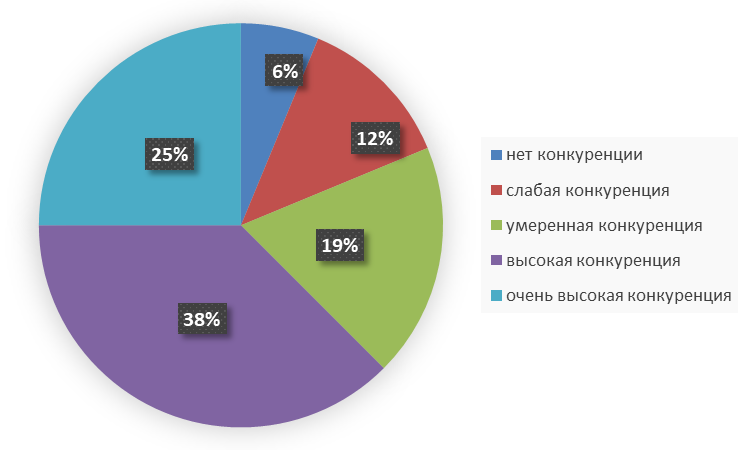 6%
12%
25%
19%
38%
нет конкуренции
слабая конкуренция
умеренная конкуренция
высокая конкуренция
очень высокая конкуренция